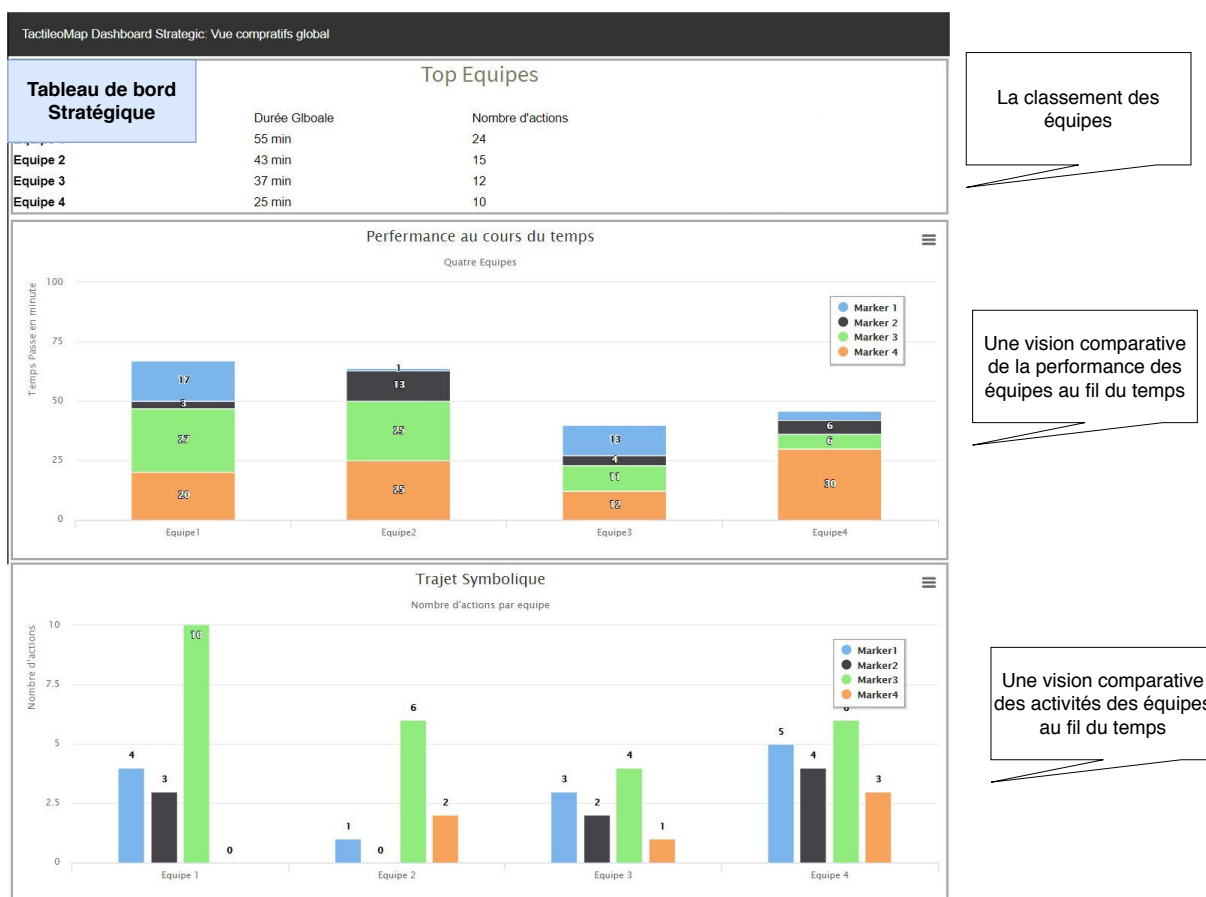 TactileoMap Dashboard Strategic: Vue compratifs global
Tableau de bord
Stratégique
Top Equipes
Durée Glboale Nombre d'actions
55 min 24
Equipe 2 43 min 15
Equipe 3 37 min 12
Equipe 4 25 min 10
La classement des
équipes
Perfermance au cours du temps
Quatre Equipes
Temps Passe en minute
100
75
50
25
0
Marker 1
Marker 2
Marker 3
Marker 4
17
3
27
20
1
13
25
25
13
4
11
12
6
6
30
Equipe1 Equipe2 Equipe3 Equipe4
Une vision comparative
de la performance des
équipes au fil du temps
Trajet Symbolique
Nombre d'actions par equipe
Nombre d'actions
10
7.5
5
2.5
0
Marker1
Marker2
Marker3
Marker4
4
3
10
0
1
0
6
2
3
2
4
1
5
4
6
3
Equipe 1 Equipe 2 Equipe 3 Equipe 4
Une vision comparative
des activités des équipes
au fil du temps